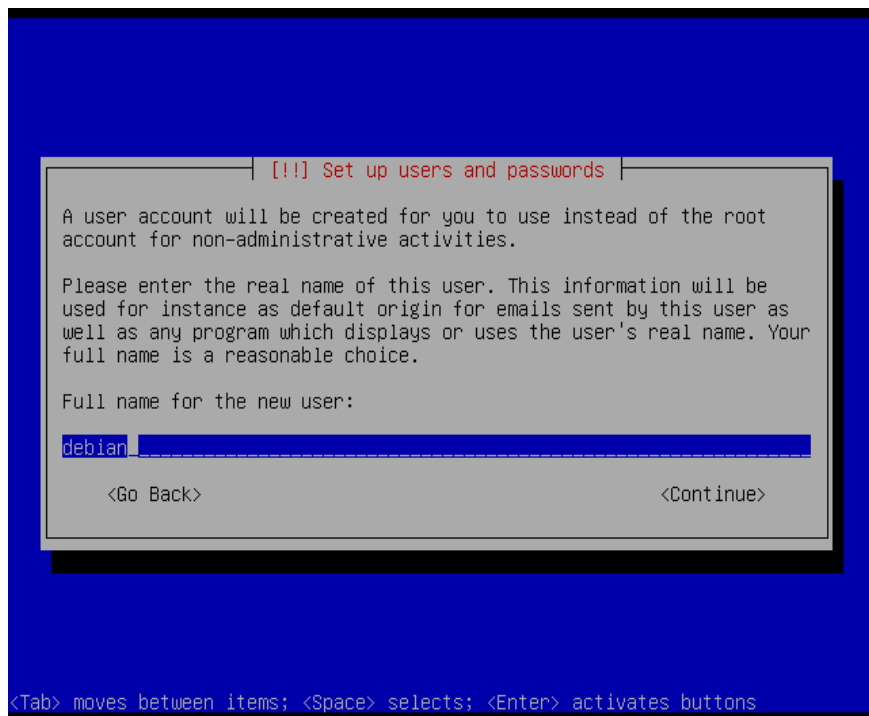 [!!] Set up users and passwords
A user account will be created for you to use instead of the root
account for non-administrative activities.
Please enter the real name of this user. This information will be
used for instance as default origin for emails sent by this user as
well as any program which displays or uses the user's real name. Your
full name is a reasonable choice.
Full name for the new user:
debian
<Go Back> <Continue>
<Tab> moves between items; <Space> selects; <Enter> activates buttons